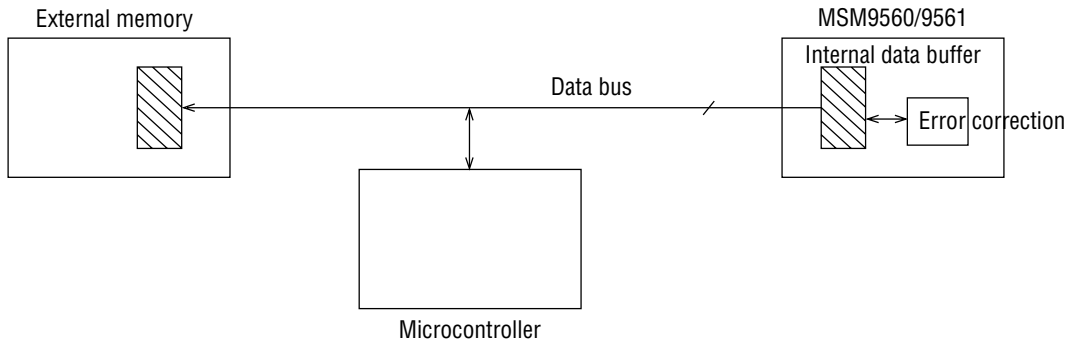 External memory
MSM9560/9561
Internal data buffer
Data bus
Error correction
Microcontroller